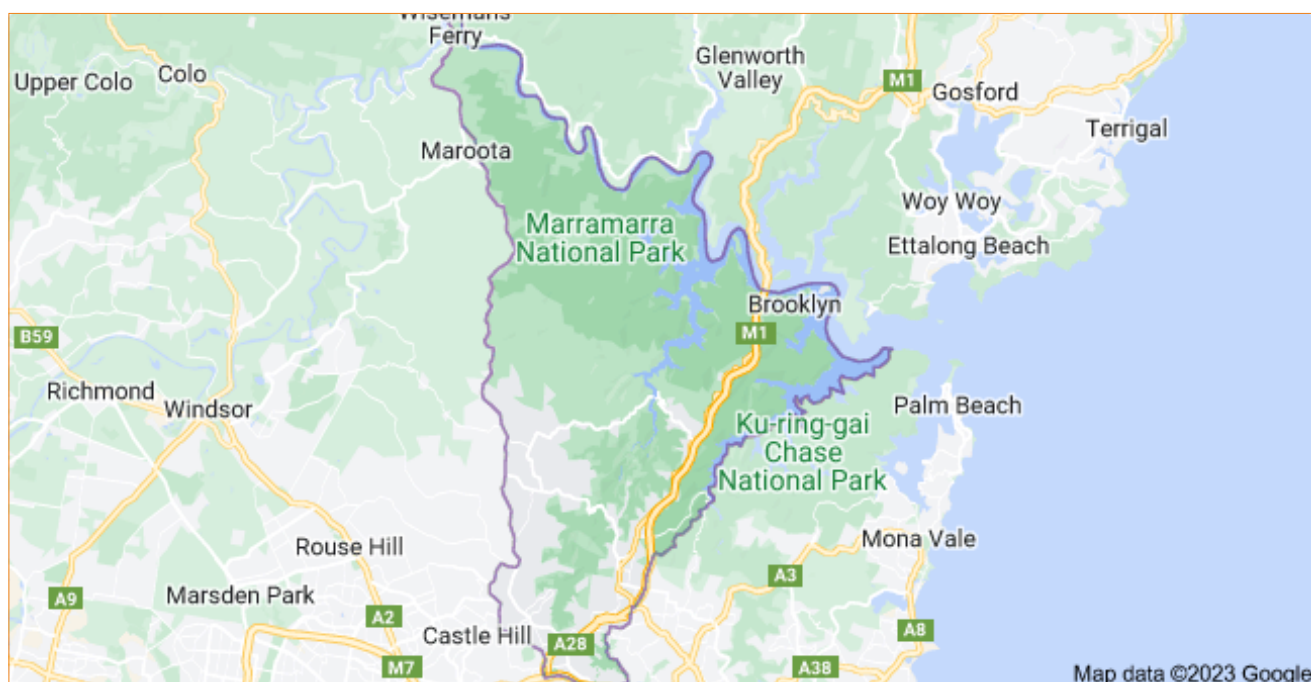 Wisemans
Ferry
Glenworth
Valley
Upper Colo
Colo
M1
Gosford
Terrigal
Maroota
Woy Woy
Marramarra
National Park
Ettalong Beach
Brooklyn
B59
M1
Richmond
Windsor
Palm Beach
Ku-ring-gai
Chase
National Park
Rouse Hill
Mona Vale
A3
A9
Marsden Park
A2
Castle Hill
A28
A8
M7
A38
Map data ©2023 Google